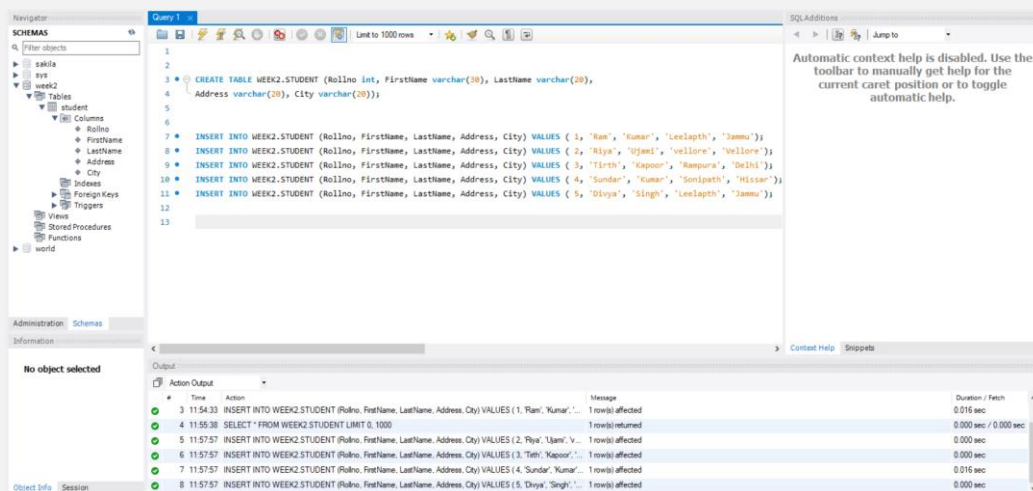 Navigator
SCHEMAS
Filter objects
sakila
sys
week2
Tables
student
Columns
Rollno
FirstName
LastName
Address
City
Indexes
Foreign Keys
Triggers
Views
Stored Procedures
Functions
world
Administration Schemas
Information
No object selected
Object Info Session
Query 1
Limit to 1000 rows
1
2
3 CREATE TABLE WEEK2.STUDENT (Rollno int, FirstName varchar(30), LastName varchar(20),
4 Address varchar(20), City varchar(20));
5
6
7 INSERT INTO WEEK2.STUDENT (Rollno, FirstName, LastName, Address, City) VALUES ( 1, 'Ram', 'Kumar', 'Leelapth', 'Jammu');
8 INSERT INTO WEEK2.STUDENT (Rollno, FirstName, LastName, Address, City) VALUES ( 2, 'Riya', 'Ujami', 'vellore', 'Vellore');
9 INSERT INTO WEEK2.STUDENT (Rollno, FirstName, LastName, Address, City) VALUES ( 3, 'Tirth', 'Kapoor', 'Rampura', 'Delhi');
10 INSERT INTO WEEK2.STUDENT (Rollno, FirstName, LastName, Address, City) VALUES ( 4, 'Sundar', 'Kumar', 'Sonipath', 'Hissar');
11 INSERT INTO WEEK2.STUDENT (Rollno, FirstName, LastName, Address, City) VALUES ( 5, 'Divya', 'Singh', 'Leelapth', 'Jammu');
12
13
SQLAdditions
Jump to
Automatic context help is disabled. Use the
toolbar to manually get help for the
current caret position or to toggle
automatic help.
Context Help Snippets
Output
Action Output
# Time Action Message Duration / Fetch
3 11:54:33 INSERT INTO WEEK2.STUDENT (Rollno, FirstName, LastName, Address, City) VALUES ( 1, 'Ram', 'Kumar', '... 1 row(s) affected 0.016 sec
4 11:55:38 SELECT * FROM WEEK2.STUDENT LIMIT 0, 1000 1 row(s) returned 0.000 sec / 0.000 sec
5 11:57:57 INSERT INTO WEEK2.STUDENT (Rollno, FirstName, LastName, Address, City) VALUES ( 2, 'Riya', 'Ujami', 'v... 1 row(s) affected 0.000 sec
6 11:57:57 INSERT INTO WEEK2.STUDENT (Rollno, FirstName, LastName, Address, City) VALUES ( 3, 'Tirth', 'Kapoor', '... 1 row(s) affected 0.000 sec
7 11:57:57 INSERT INTO WEEK2.STUDENT (Rollno, FirstName, LastName, Address, City) VALUES ( 4, 'Sundar', 'Kumar'... 1 row(s) affected 0.016 sec
8 11:57:57 INSERT INTO WEEK2.STUDENT (Rollno, FirstName, LastName, Address, City) VALUES ( 5, 'Divya', 'Singh', '... 1 row(s) affected 0.000 sec